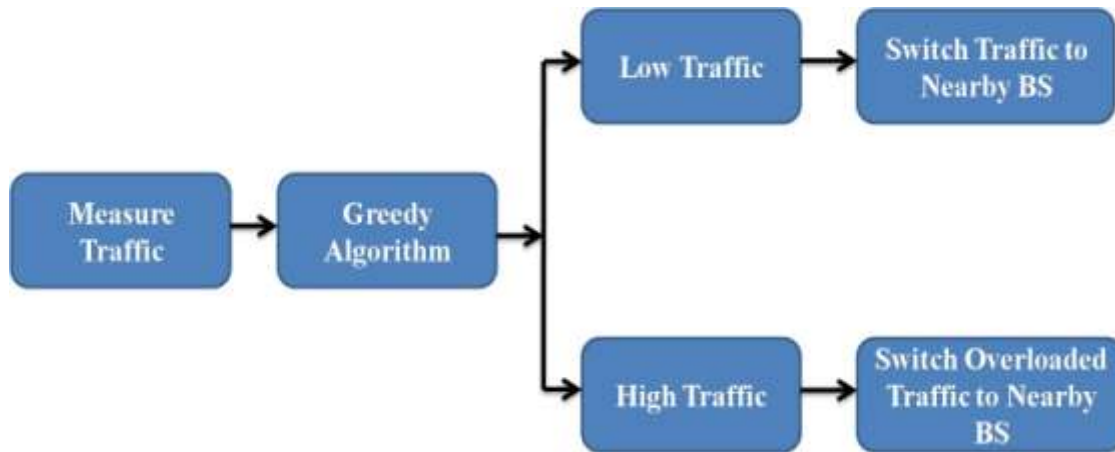 Low Traffic
Switch Traffic to
Nearby BS
Measure
Traffic
Greedy
Algorithm
High Traffic
Switch Overloaded
Traffic to Nearby
BS